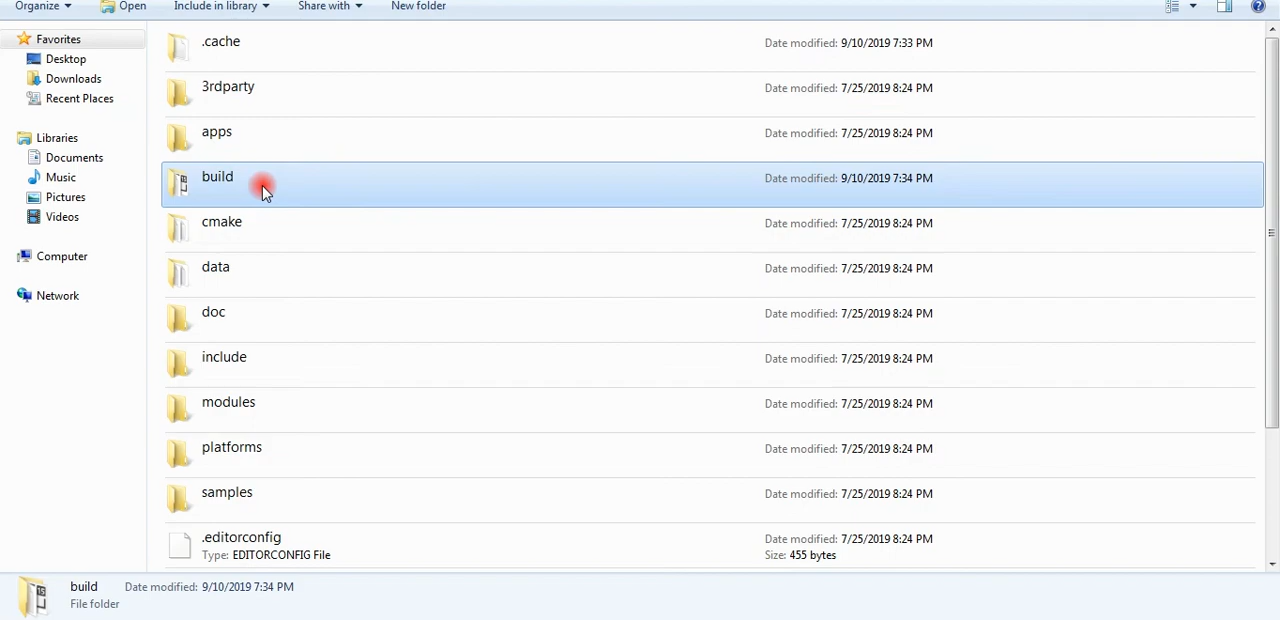 Organize Open Include in library Share with New folder
Favorites
Desktop
Downloads
Recent Places
Libraries
Documents
Music
Pictures
Videos
Computer
Network
.cache Date modified: 9/10/2019 7:33 PM
3rdparty Date modified: 7/25/2019 8:24 PM
apps Date modified: 7/25/2019 8:24 PM
build Date modified: 9/10/2019 7:34 PM
cmake Date modified: 7/25/2019 8:24 PM
data Date modified: 7/25/2019 8:24 PM
doc Date modified: 7/25/2019 8:24 PM
include Date modified: 7/25/2019 8:24 PM
modules Date modified: 7/25/2019 8:24 PM
platforms Date modified: 7/25/2019 8:24 PM
samples Date modified: 7/25/2019 8:24 PM
.editorconfig Date modified: 7/25/2019 8:24 PM
Type: EDITORCONFIG File Size: 455 bytes
build Date modified: 9/10/2019 7:34 PM
File folder